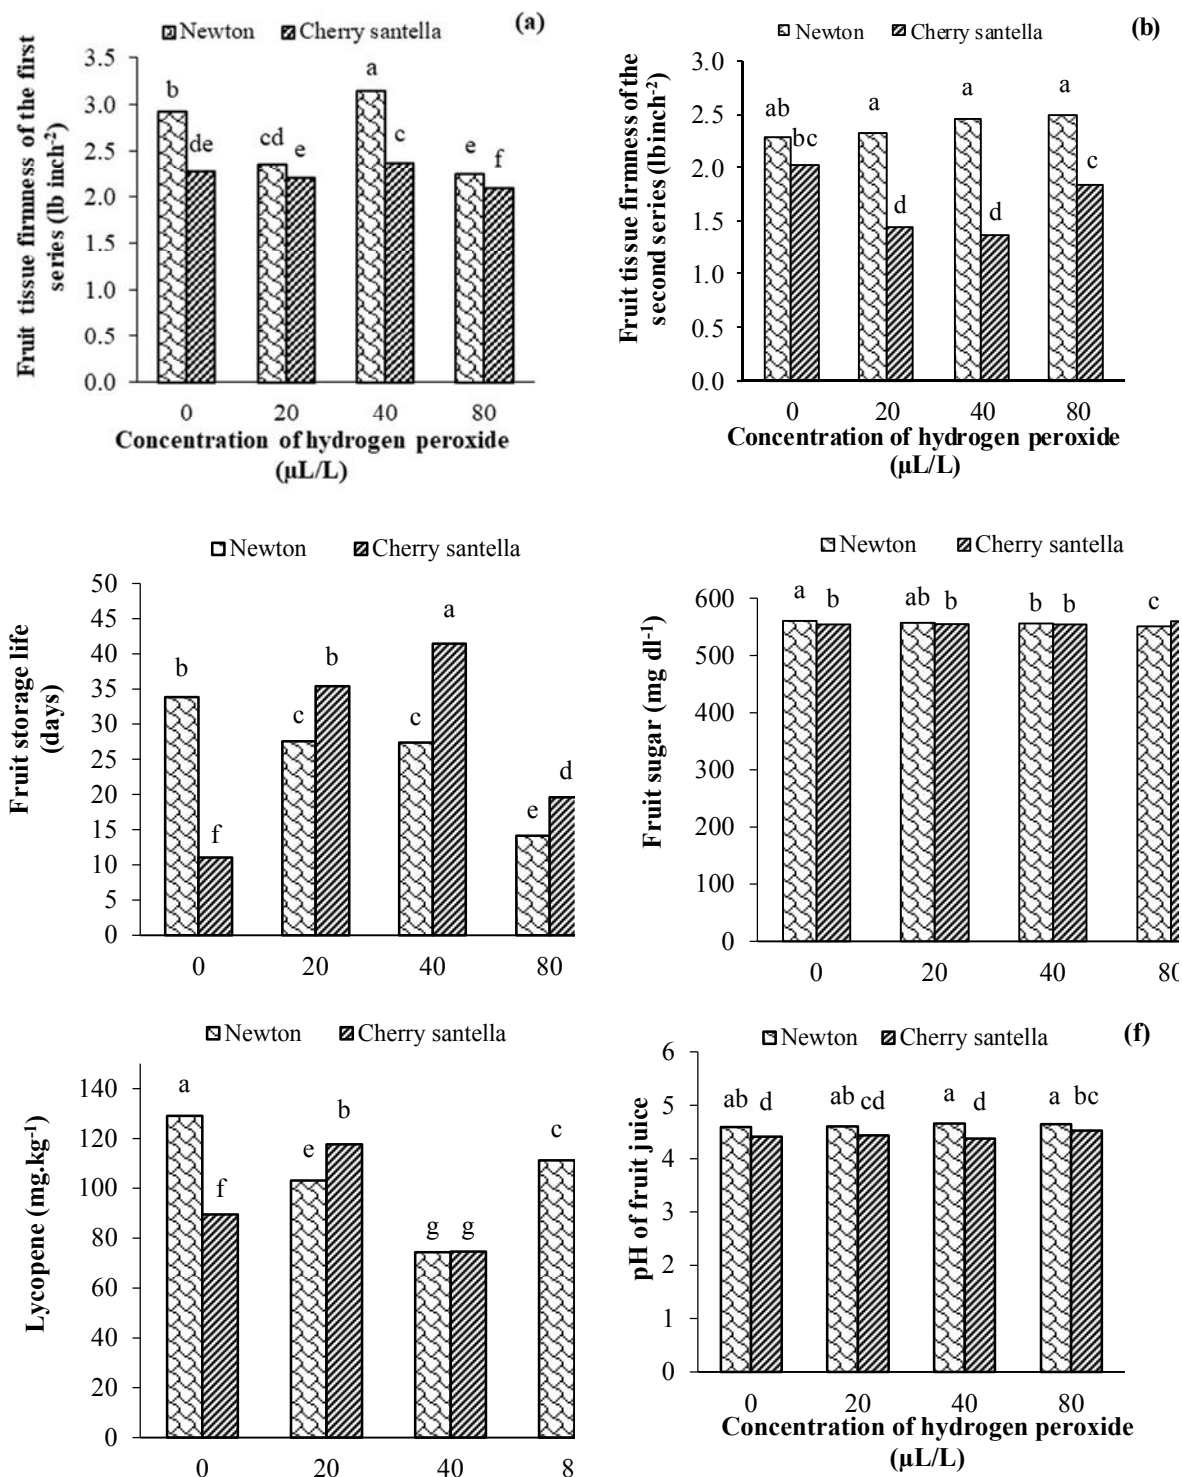 Newton Cherry santella (a)
Fruit tissue firmness of the first
series (lb inch-2)
3.5
3.0
2.5
2.0
1.5
1.0
0.5
0.0
b de cd e a c e f
0 20 40 80
Concentration of hydrogen peroxide
(µL/L)
Newton Cherry santella (b)
Fruit tissue firmness of the
second series (lbinch-2)
3.0
2.5
2.0
1.5
1.0
0.5
0.0
ab bc a d a d a c
0 20 40 80
Concentration of hydrogen peroxide
(µL/L)
Newton Cherry santella
Fruit storage life
(days)
50
45
40
35
30
25
20
15
10
5
0
b f c b c a e d
0 20 40 80
Newton Cherry santella
Fruit sugar (mg dl-1)
600
500
400
300
200
100
0
a b ab b b b c
0 20 40 80
Newton Cherry santella
Lycopene (mg.kg-1)
140
120
100
80
60
40
20
0
a f e b g g c
0 20 40 8
Newton Cherry santella (f)
pH of fruit juice
6
5
4
3
2
1
0
ab d ab cd a d a bc
0 20 40 80
Concentration of hydrogen peroxide
(µL/L)